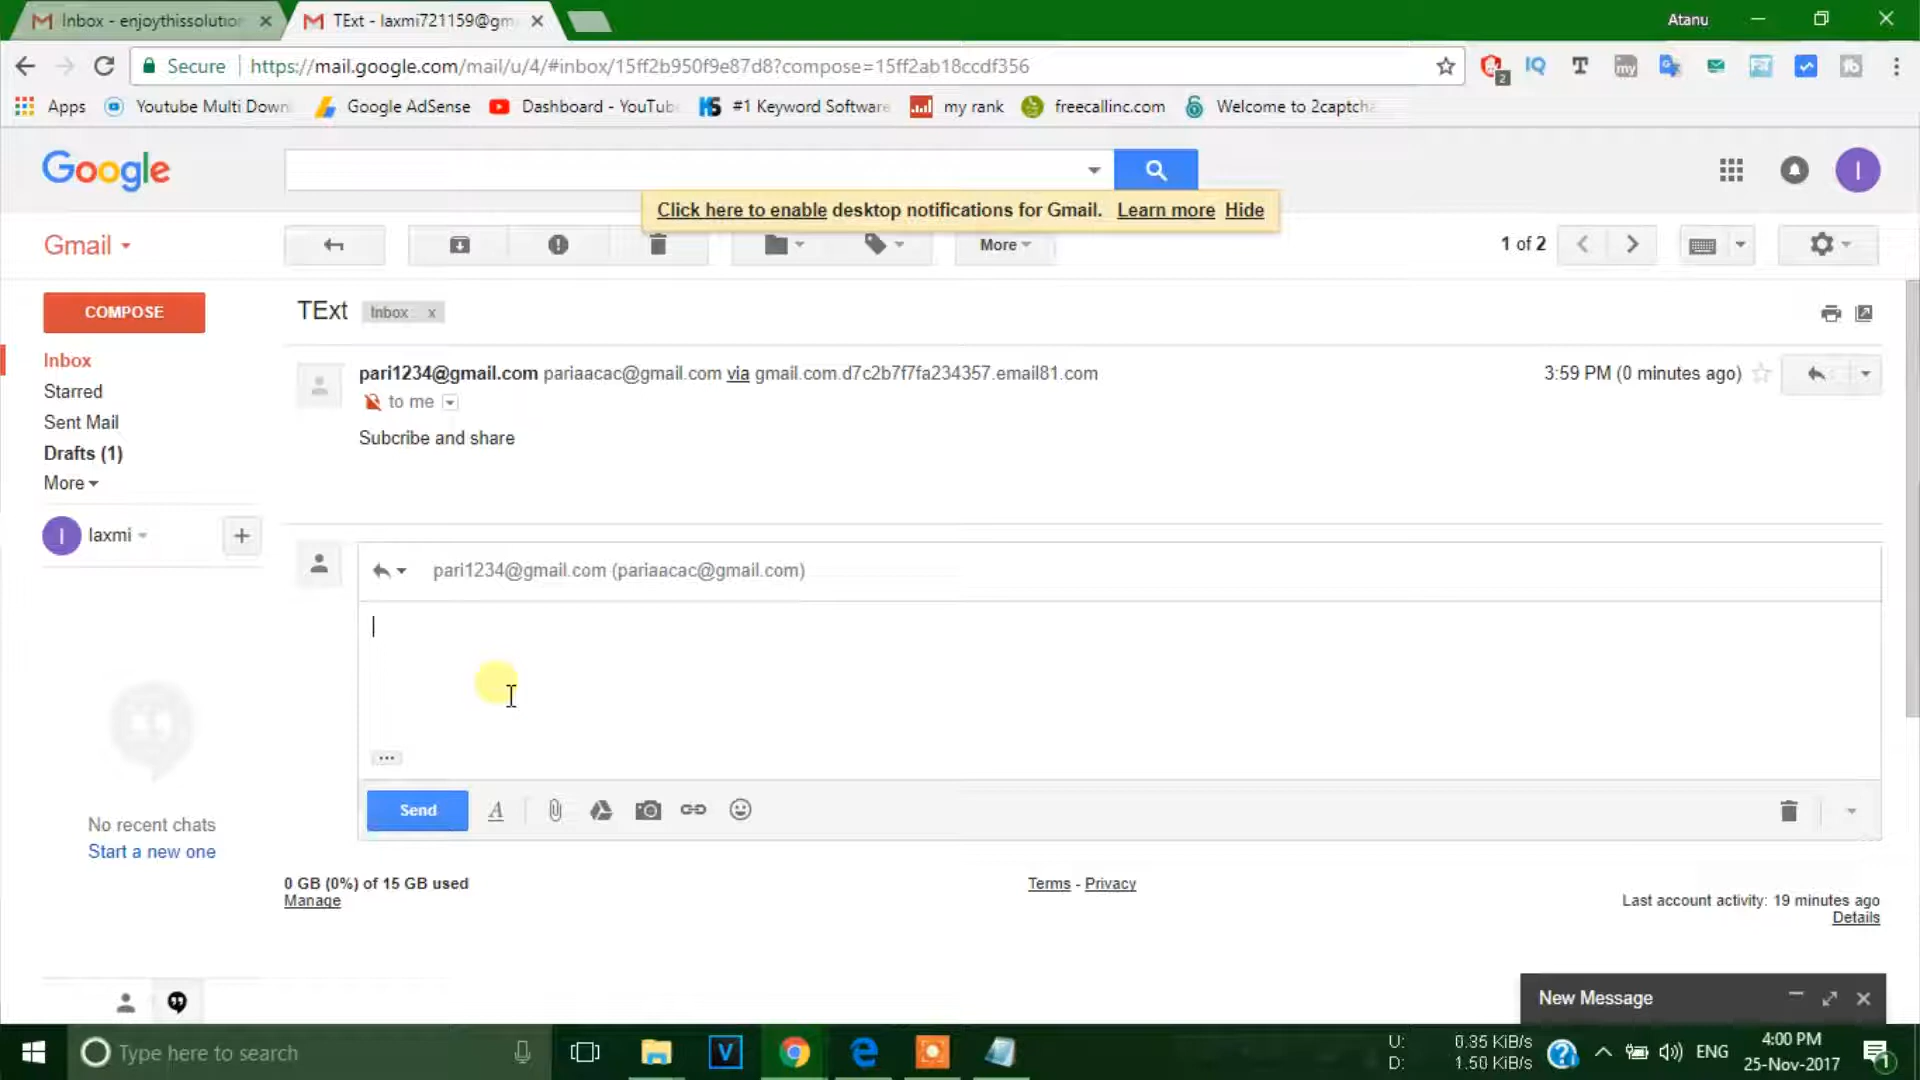 Inbox - enjoythissolution
TExt - laxmi721159@gm
Atanu
Secure
https://mail.google.com/mail/u/4/#inbox/15ff2b950f9e87d8?compose=15ff2ab18ccdf356
2
IQ
T
my
Apps
Youtube Multi Down
Google AdSense
Dashboard - YouTub
#1 Keyword Software
my rank
freecallinc.com
Welcome to 2captcha
Google
l
Click here to enable desktop notifications for Gmail. Learn more Hide
Gmail
More
1 of 2
COMPOSE
TExt
Inbox x
Inbox
Starred
Sent Mail
Drafts (1)
More
pari1234@gmail.com pariaacac@gmail.com via gmail.com.d7c2b7f7fa234357.email81.com
3:59 PM (0 minutes ago)
to me
Subcribe and share
l
laxmi
+
pari1234@gmail.com (pariaacac@gmail.com)
Send
A
No recent chats
Start a new one
0 GB (0%) of 15 GB used
Manage
Terms - Privacy
Last account activity: 19 minutes ago
Details
New Message
Type here to search
V
U: 0.35 KiB/s
D: 1.50 KiB/s
ENG
4:00 PM
25-Nov-2017
1